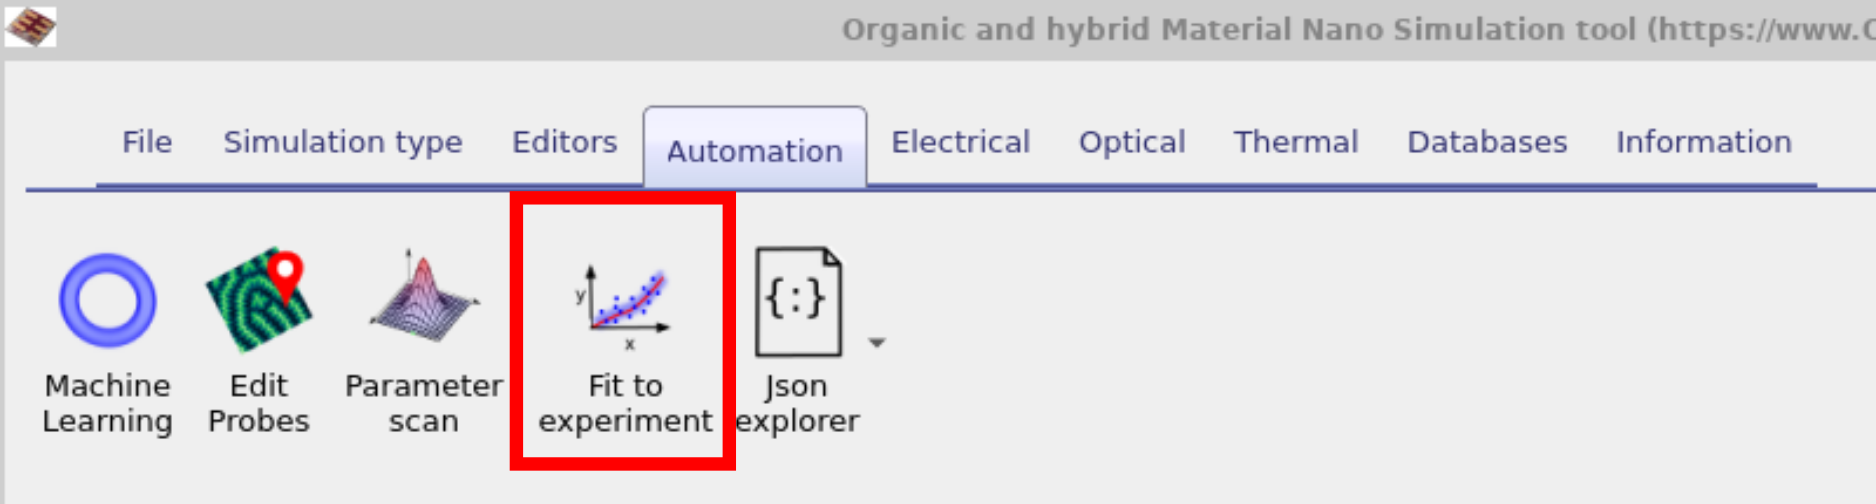 Organic and hybrid Material Nano Simulation tool (https://www.
File Simulation type Editors Automation Electrical Optical Thermal Databases Information
y
x
{:}
Machine Learning
Edit Probes
Parameter scan
Fit to experiment
Json explorer